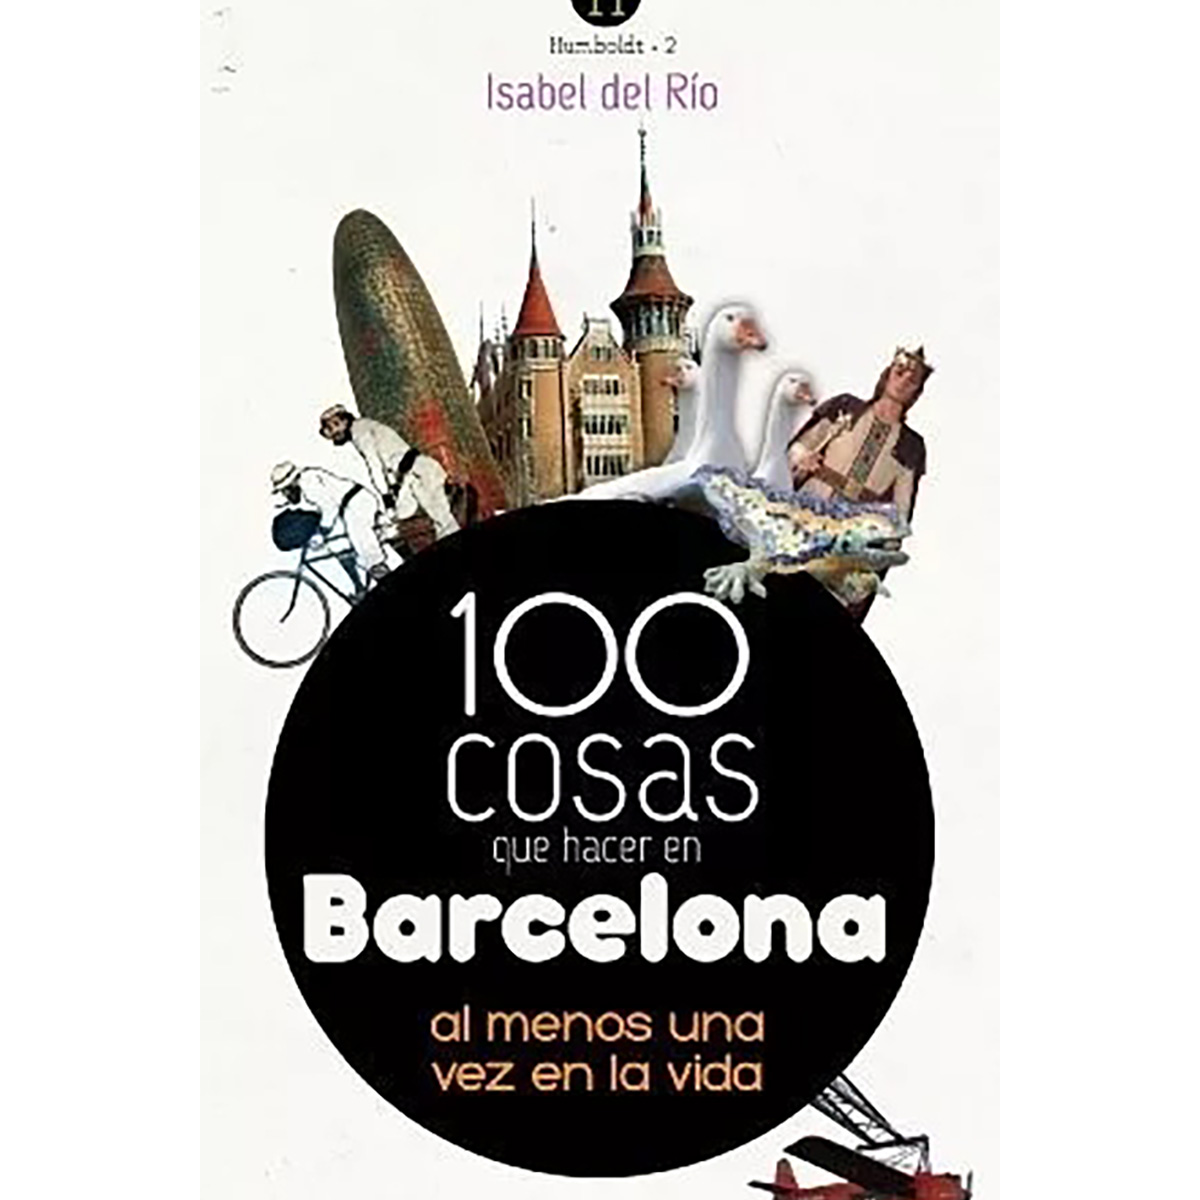 H
Humboldt - 2
Isabel del Río
100
cosas
que hacer en
Barcelona
al menos una
vez en la vida